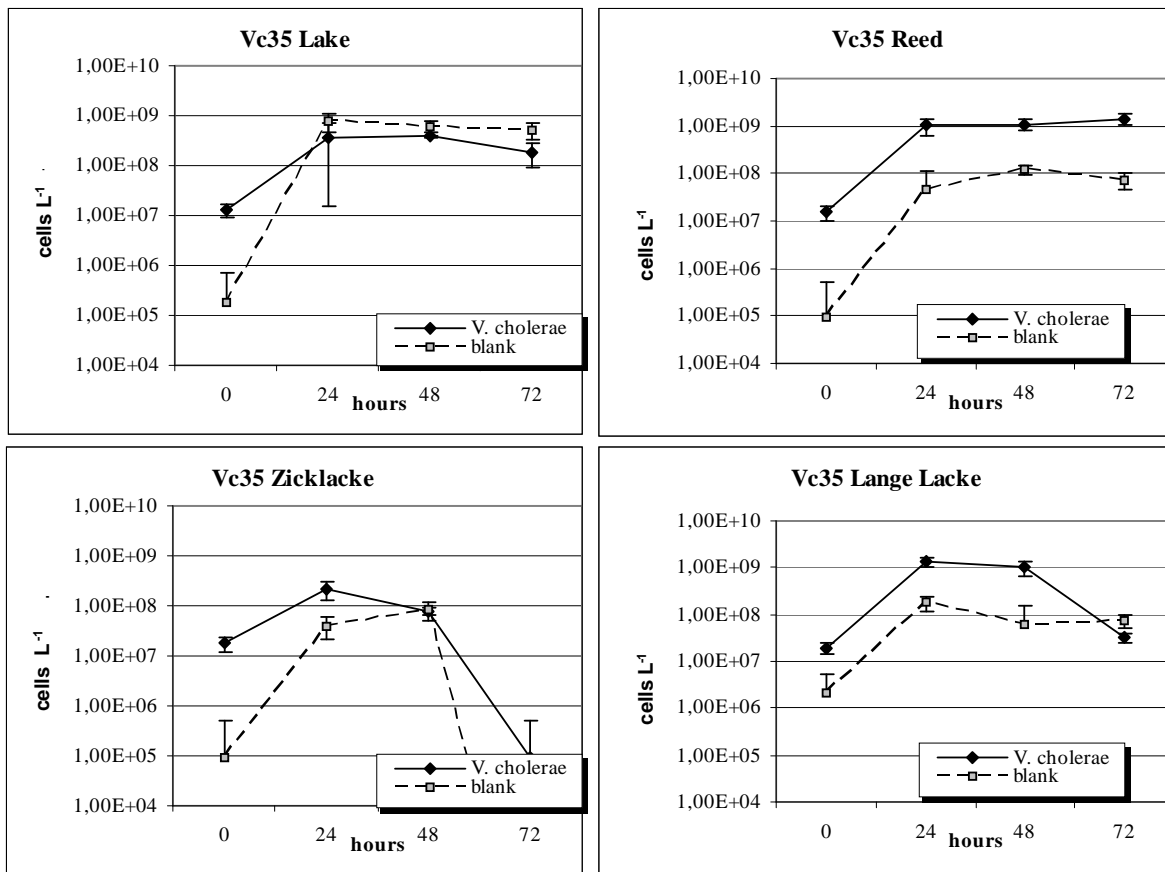 Vc35 Lake
1,00E+10
1,00E+09
1,00E+08
1,00E+07
1,00E+06
1,00E+05
1,00E+04
cells L-1
0 24 48 72
hours
V. cholerae
blank
Vc35 Reed
1,00E+10
1,00E+09
1,00E+08
1,00E+07
1,00E+06
1,00E+05
1,00E+04
cells L-1
0 24 48 72
hours
V. cholerae
blank
Vc35 Zicklacke
1,00E+10
1,00E+09
1,00E+08
1,00E+07
1,00E+06
1,00E+05
1,00E+04
cells L-1
0 24 48 72
hours
V. cholerae
blank
Vc35 Lange Lacke
1,00E+10
1,00E+09
1,00E+08
1,00E+07
1,00E+06
1,00E+05
1,00E+04
cells L-1
0 24 48 72
hours
V. cholerae
blank